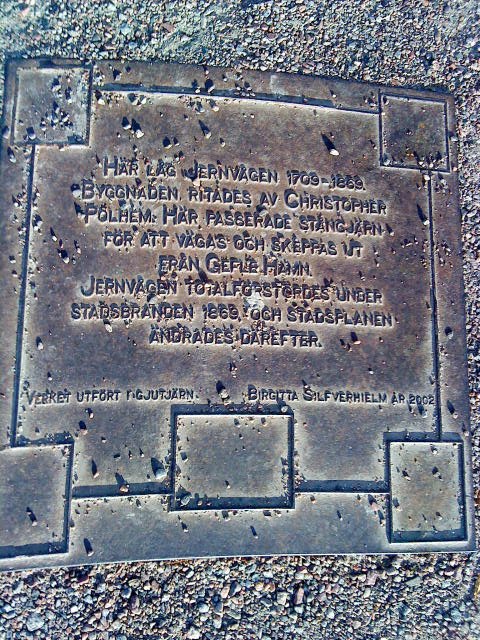 HÄR LÅG JERNVÅGEN 1709-1869.
BYGGNADEN RITADES AV CHRISTOPHER
POLHEM. HÄR PASSERADE STÅNGJÄRN
FÖR ATT VÄGAS OCH SKEPPAS UT
FRÅN GEFLE HAMN.
JERNVÅGEN TOTALFÖRSTÖRDES UNDER
STADSBRANDEN 1869, OCH STADSPLANEN
ÄNDRADES DÄREFTER.
VERKET UTFÖRT I GJUTJÄRN. BIRGITTA SILFVERHIELM ÅR 2002